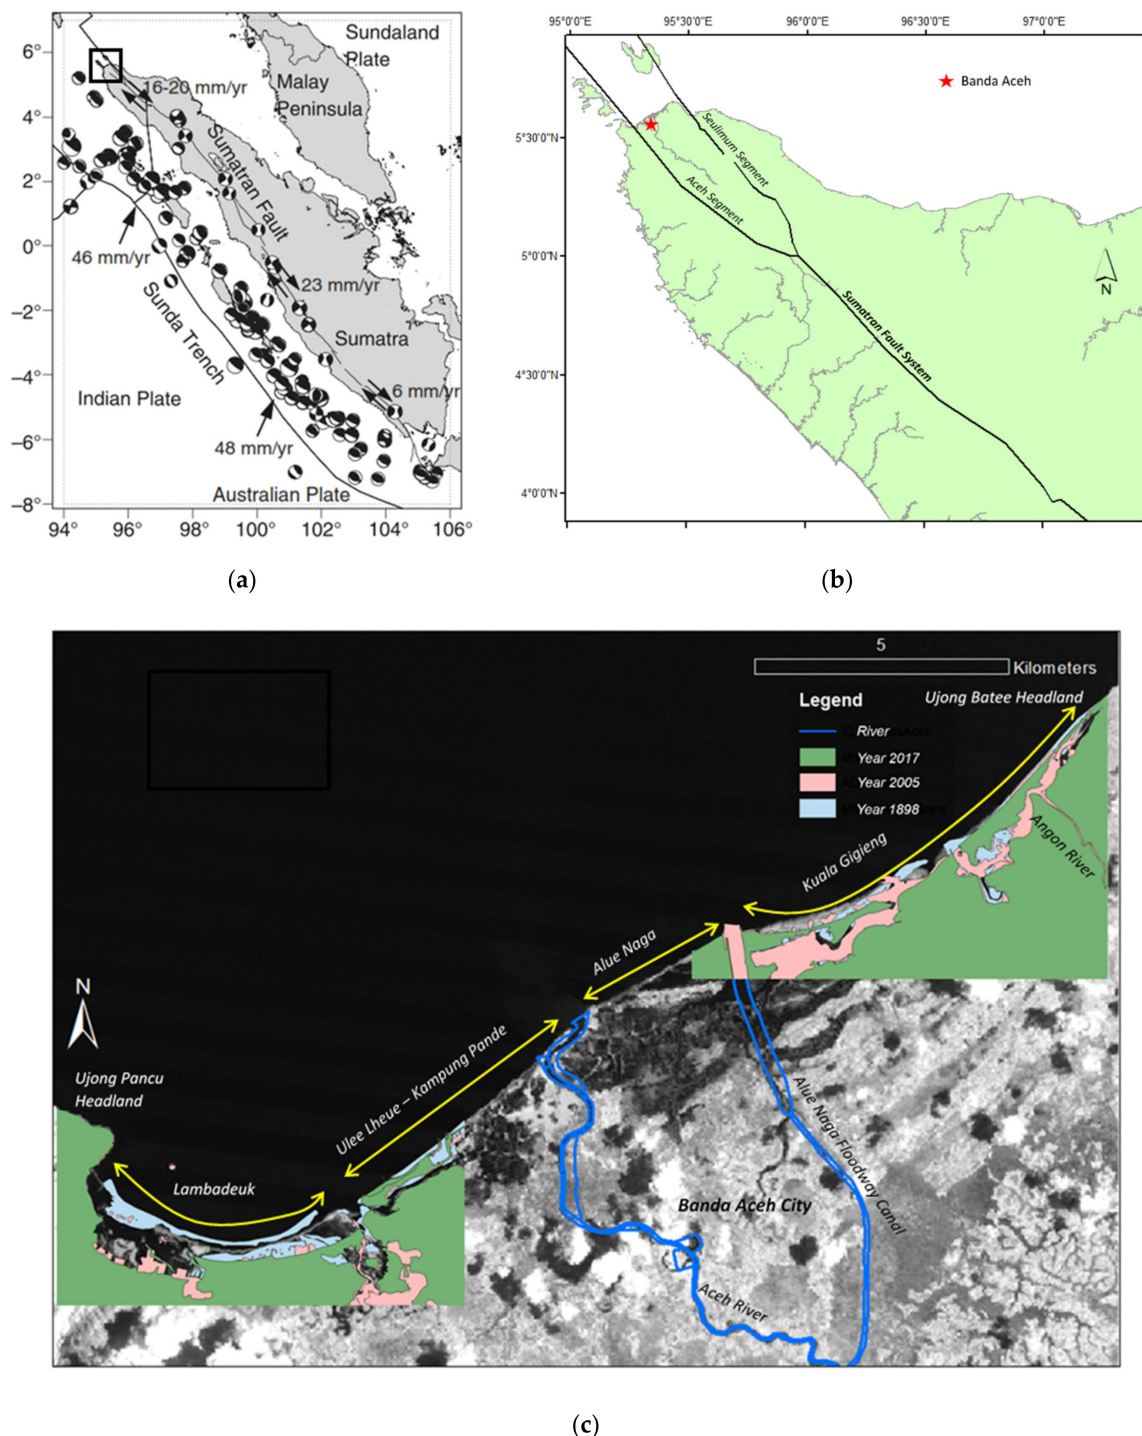 6°
4°
2°
0°
−2°
−4°
−6°
−8°
94°
96°
98°
100°
102°
104°
106°
Sundaland
Plate
Malay
Peninsula
16-20 mm/yr
Sumatran Fault
46 mm/yr
23 mm/yr
Sunda Trench
Sumatra
Indian Plate
6 mm/yr
48 mm/yr
Australian Plate
(a)
95°0'0"E
95°30'0"E
96°0'0"E
96°30'0"E
97°0'0"E
5°30'0"N
5°0'0"N
4°30'0"N
4°0'0"N
Banda Aceh
Seulimum Segment
Aceh Segment
Sumatran Fault System
N
(b)
5
Kilometers
Legend
River
Year 2017
Year 2005
Year 1898
Ujong Batee Headland
Kuala Gigieng
Angon River
Alue Naga
N
Ulee Lheue – Kampung Pande
Ujong Pancu
Headland
Lambadeuk
Alue Naga Floodway Canal
Banda Aceh City
Aceh River
(c)